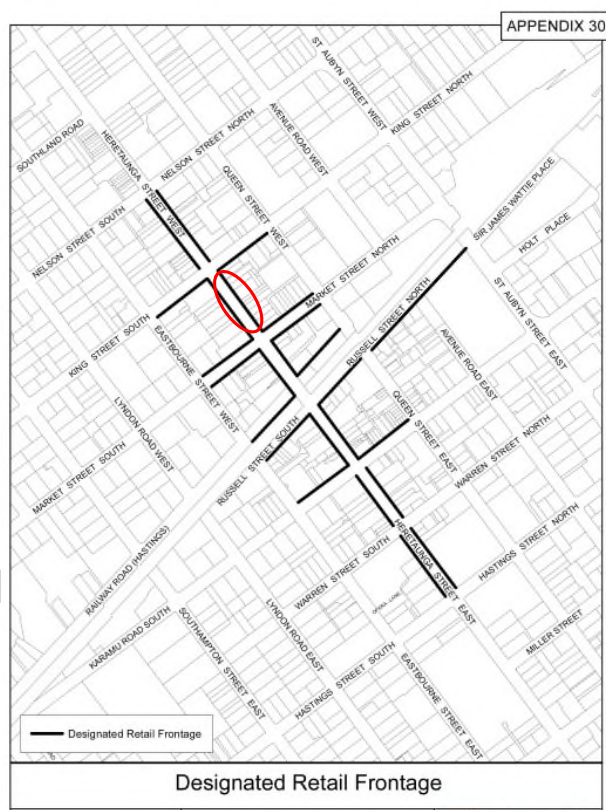 APPENDIX 30
ST AUBYN STREET WEST
KING STREET NORTH
AVENUE ROAD WEST
SOUTHLAND ROAD
HERETAUNGA STREET WEST
NELSON STREET NORTH
QUEEN STREET WEST
SIR JAMES WATTIE PLACE
HOLT PLACE
NELSON STREET SOUTH
MARKET STREET NORTH
ST AUBYN STREET EAST
RUSSELL STREET NORTH
KING STREET SOUTH
EASTBOURNE STREET WEST
AVENUE ROAD EAST
LYNDON ROAD WEST
QUEEN STREET EAST
MARKET STREET SOUTH
RUSSELL STREET SOUTH
WARREN STREET NORTH
RAILWAY ROAD (HASTINGS)
HERETAUNGA STREET EAST
HASTINGS STREET NORTH
WARREN STREET SOUTH
OPERA LANE
KARAMU ROAD SOUTH
SOUTHAMPTON STREET EAST
LYNDON ROAD EAST
MILLER STREET
HASTINGS STREET SOUTH
EASTBOURNE STREET EAST
Designated Retail Frontage
Designated Retail Frontage